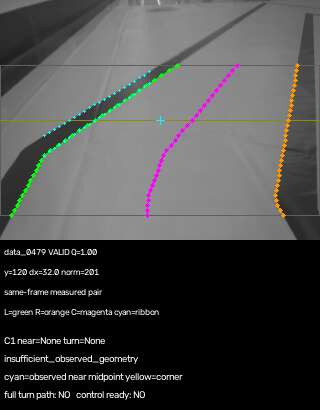 data_0479 VALID Q=1.00
y=120 dx=32.0 norm=201
same-frame measured pair
L=green R=orange C=magenta cyan=ribbon
C1 near=None turn=None
insufficient_observed_geometry
cyan=observed near midpoint yellow=corner
full turn path: NO control ready: NO